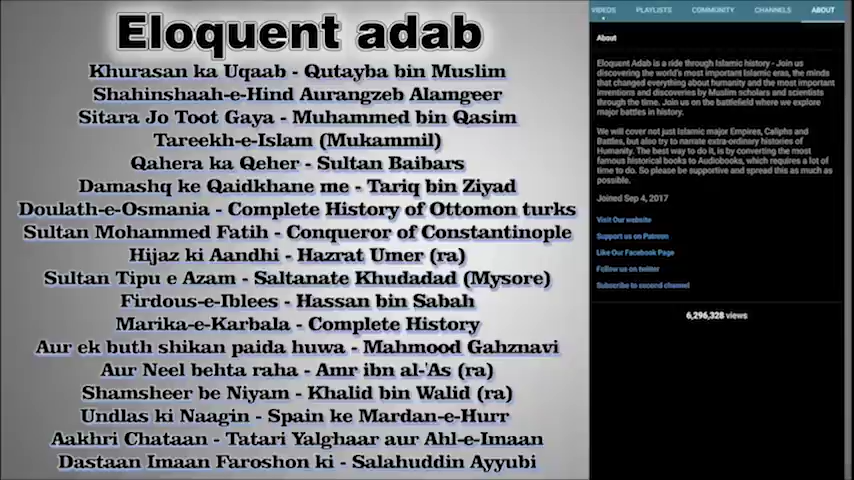 Eloquent adab
Khurasan ka Uqaab - Qutayba bin Muslim
Shahinshaah-e-Hind Aurangzeb Alamgeer
Sitara Jo Toot Gaya - Muhammed bin Qasim
Tareekh-e-Islam (Mukammil)
Qahera ka Qeher - Sultan Baibars
Damashq ke Qaidkhane me - Tariq bin Ziyad
Doulath-e-Osmania - Complete History of Ottomon turks
Sultan Mohammed Fatih - Conqueror of Constantinople
Hijaz ki Aandhi - Hazrat Umer (ra)
Sultan Tipu e Azam - Saltanate Khudadad (Mysore)
Firdous-e-Iblees - Hassan bin Sabah
Marika-e-Karbala - Complete History
Aur ek buth shikan paida huwa - Mahmood Gahznavi
Aur Neel behta raha - Amr ibn al-'As (ra)
Shamsheer be Niyam - Khalid bin Walid (ra)
Undlas ki Naagin - Spain ke Mardan-e-Hurr
Aakhri Chataan - Tatari Yalghaar aur Ahl-e-Imaan
Dastaan Imaan Faroshon ki - Salahuddin Ayyubi
VIDEOS PLAYLISTS COMMUNITY CHANNELS ABOUT
About
Eloquent Adab is a ride through Islamic history - Join us
discovering the world's most important Islamic eras, the minds
that changed everything about humanity and the most important
inventions and discoveries by Muslim scholars and scientists
through the time. Join us on the battlefield where we explore
major battles in history.
We will cover not just Islamic major Empires, Caliphs and
Battles, but also try to narrate extra-ordinary histories of
Humanity. The best way to do it, is by converting the most
famous historical books to Audiobooks, which requires a lot of
time to do. So please be supportive and spread this as much as
possible.
Joined Sep 4, 2017
Visit Our website
Support us on Patreon
Like Our Facebook Page
Follow us on twitter
Subscribe to second channel
6,296,328 views